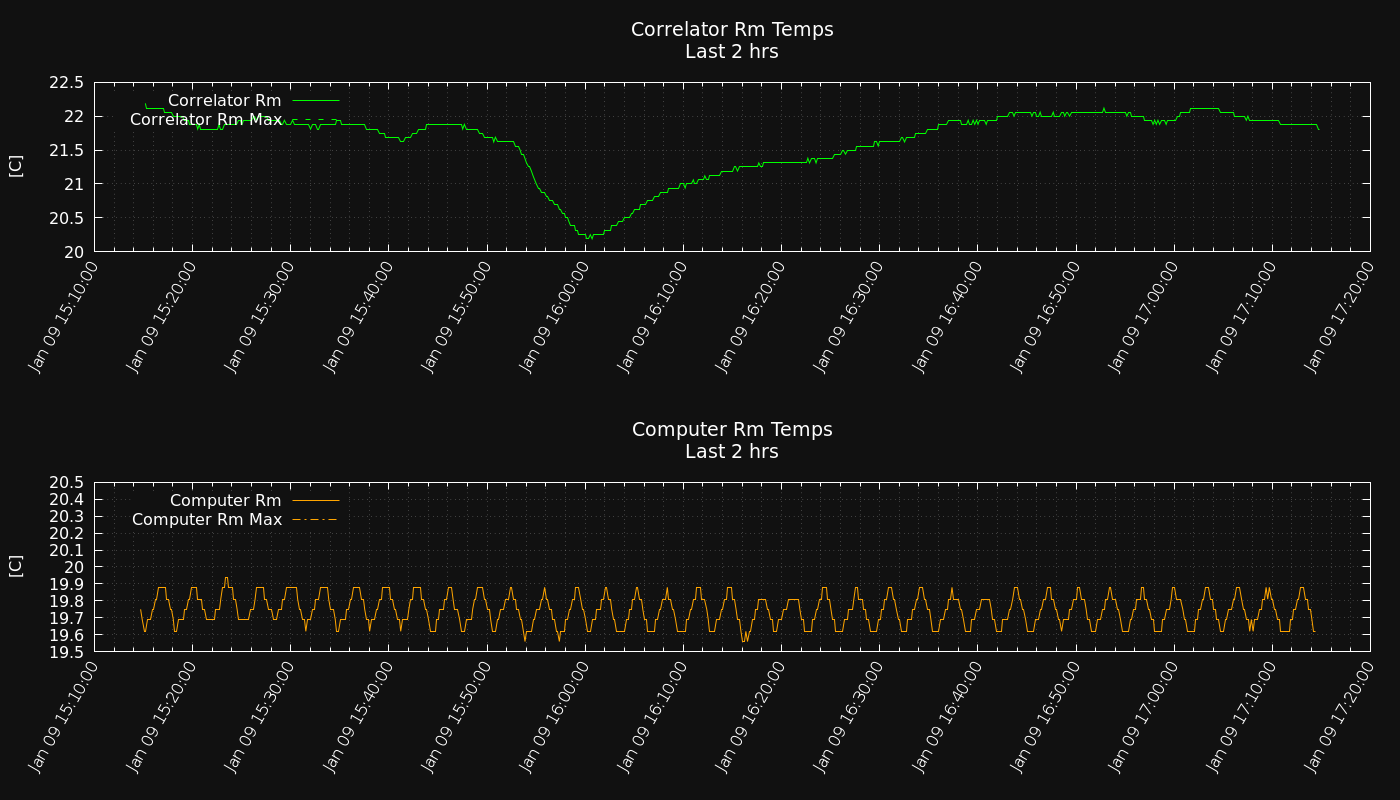 Correlator Rm Temps
Last 2 hrs
22.5
22
21.5
21
20.5
20
[C]
Correlator Rm
Correlator Rm Max
Jan 09 15:10:00
Jan 09 15:20:00
Jan 09 15:30:00
Jan 09 15:40:00
Jan 09 15:50:00
Jan 09 16:00:00
Jan 09 16:10:00
Jan 09 16:20:00
Jan 09 16:30:00
Jan 09 16:40:00
Jan 09 16:50:00
Jan 09 17:00:00
Jan 09 17:10:00
Jan 09 17:20:00
Computer Rm Temps
Last 2 hrs
20.5
20.4
20.3
20.2
20.1
20
19.9
19.8
19.7
19.6
19.5
[C]
Computer Rm
Computer Rm Max
Jan 09 15:10:00
Jan 09 15:20:00
Jan 09 15:30:00
Jan 09 15:40:00
Jan 09 15:50:00
Jan 09 16:00:00
Jan 09 16:10:00
Jan 09 16:20:00
Jan 09 16:30:00
Jan 09 16:40:00
Jan 09 16:50:00
Jan 09 17:00:00
Jan 09 17:10:00
Jan 09 17:20:00